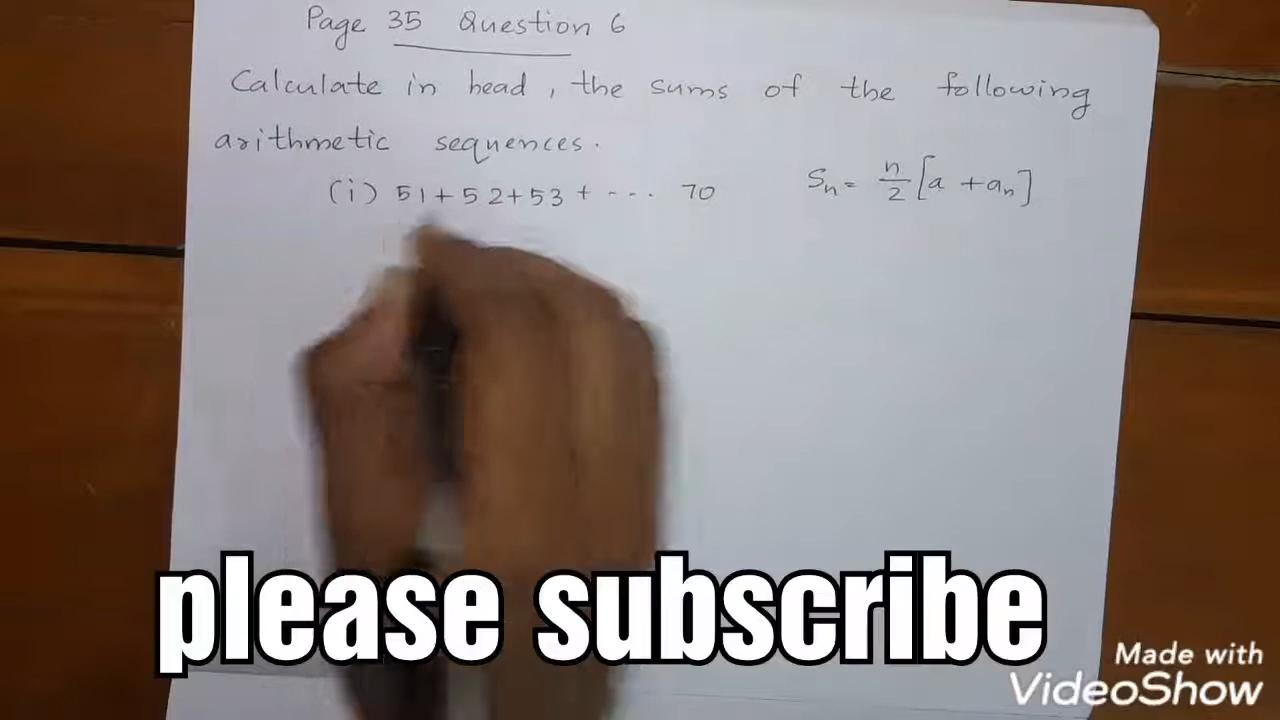 Page 35 Question 6
Calculate in head, the sums of the following
arithmetic sequences.
(i) 51+52+53+ ---. 70
Sn = n/2 [a + an]
please subscribe
Made with
VideoShow